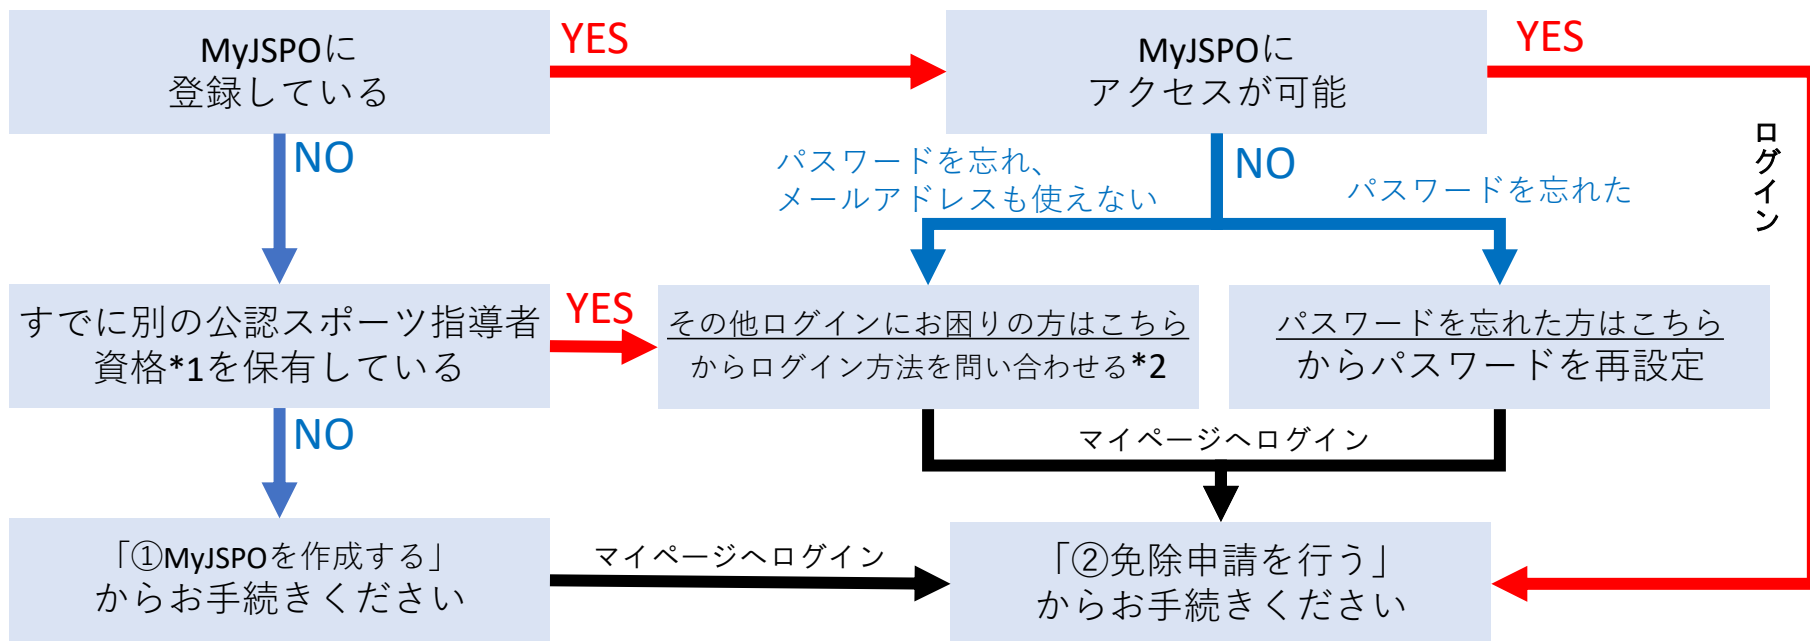 MyJSPOに
登録している
YES
MyJSPOに
アクセスが可能
YES
ログイン
NO
パスワードを忘れ、
メールアドレスも使えない
NO
パスワードを忘れた
すでに別の公認スポーツ指導者
資格*1を保有している
YES
その他ログインにお困りの方はこちら
からログイン方法を問い合わせる*2
パスワードを忘れた方はこちら
からパスワードを再設定
NO
マイページへログイン
「①MyJSPOを作成する」
からお手続きください
マイページへログイン
「②免除申請を行う」
からお手続きください